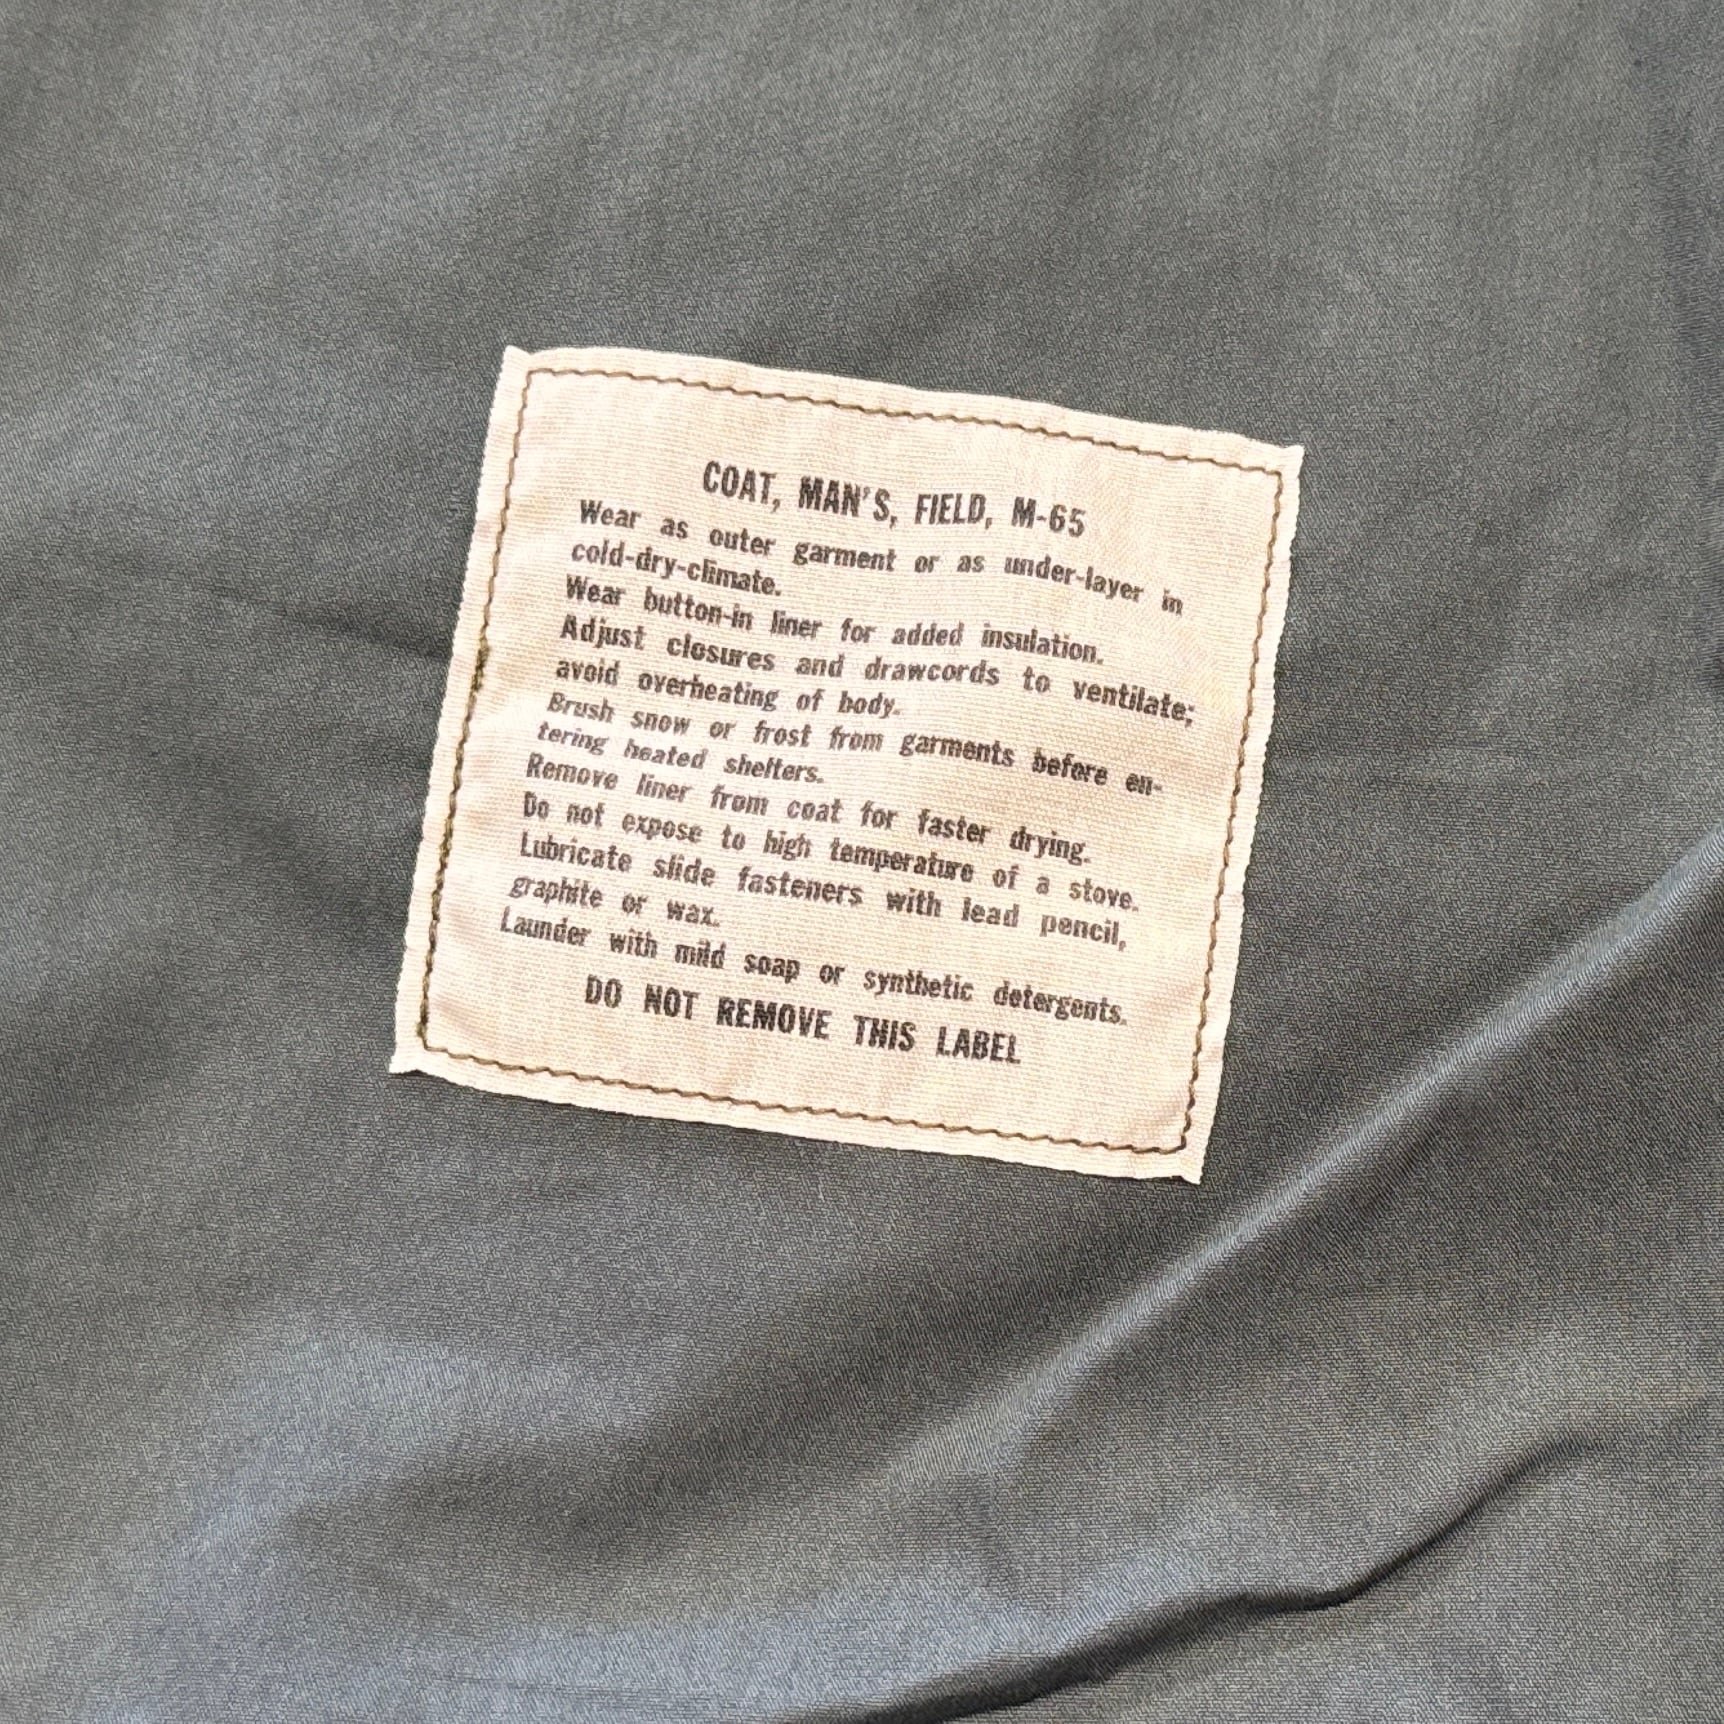 COAT, MAN'S, FIELD, M-65
Wear as outer garment or as under-layer in
cold-dry-climate.
Wear button-in liner for added insulation.
Adjust closures and drawcords to ventilate;
avoid overheating of body.
Brush snow or frost from garments before en-
tering heated shelters.
Remove liner from coat for faster drying.
Do not expose to high temperature of a stove.
Lubricate slide fasteners with lead pencil,
graphite or wax.
Launder with mild soap or synthetic detergents.
DO NOT REMOVE THIS LABEL